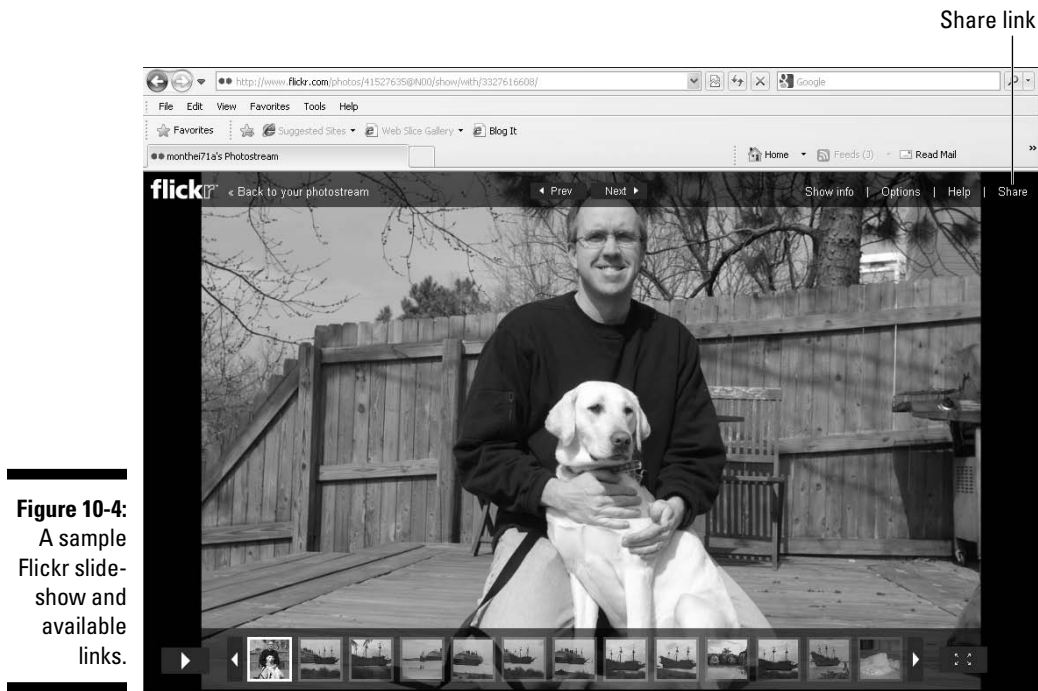 Share link
http://www.flickr.com/photos/41527635@N00/show/with/3327616608/
Google
File Edit View Favorites Tools Help
Favorites Suggested Sites Web Slice Gallery Blog It
monthei71a's Photostream
Home Feeds (3) Read Mail »
flickr « Back to your photostream Prev Next Show info | Options | Help | Share
Figure 10-4:
A sample
Flickr slide-
show and
available
links.